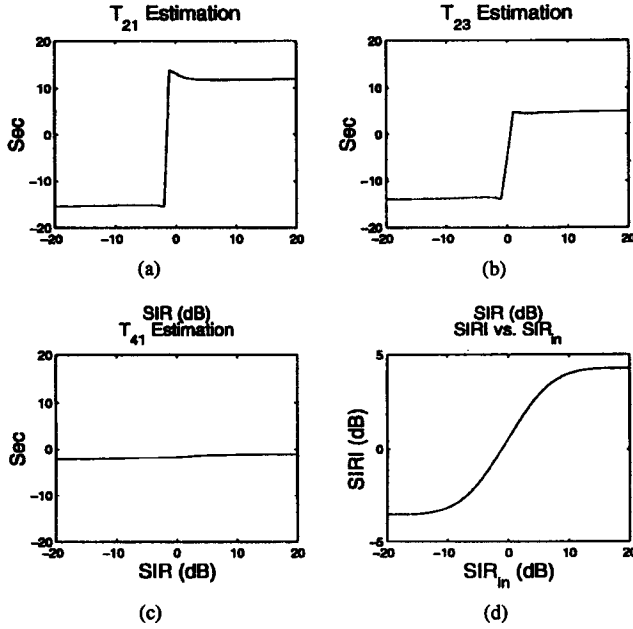 T21 Estimation
T23 Estimation
20
10
0
-10
-20
Sec
-20
-10
0
10
20
(a)
20
10
0
-10
-20
Sec
-20
-10
0
10
20
(b)
SIR (dB)
T41 Estimation
SIR (dB)
SIRI vs. SIRin
20
10
0
-10
-20
Sec
-20
-10
0
10
20
SIR (dB)
(c)
5
0
-5
SIRI (dB)
-20
-10
0
10
20
SIRin (dB)
(d)